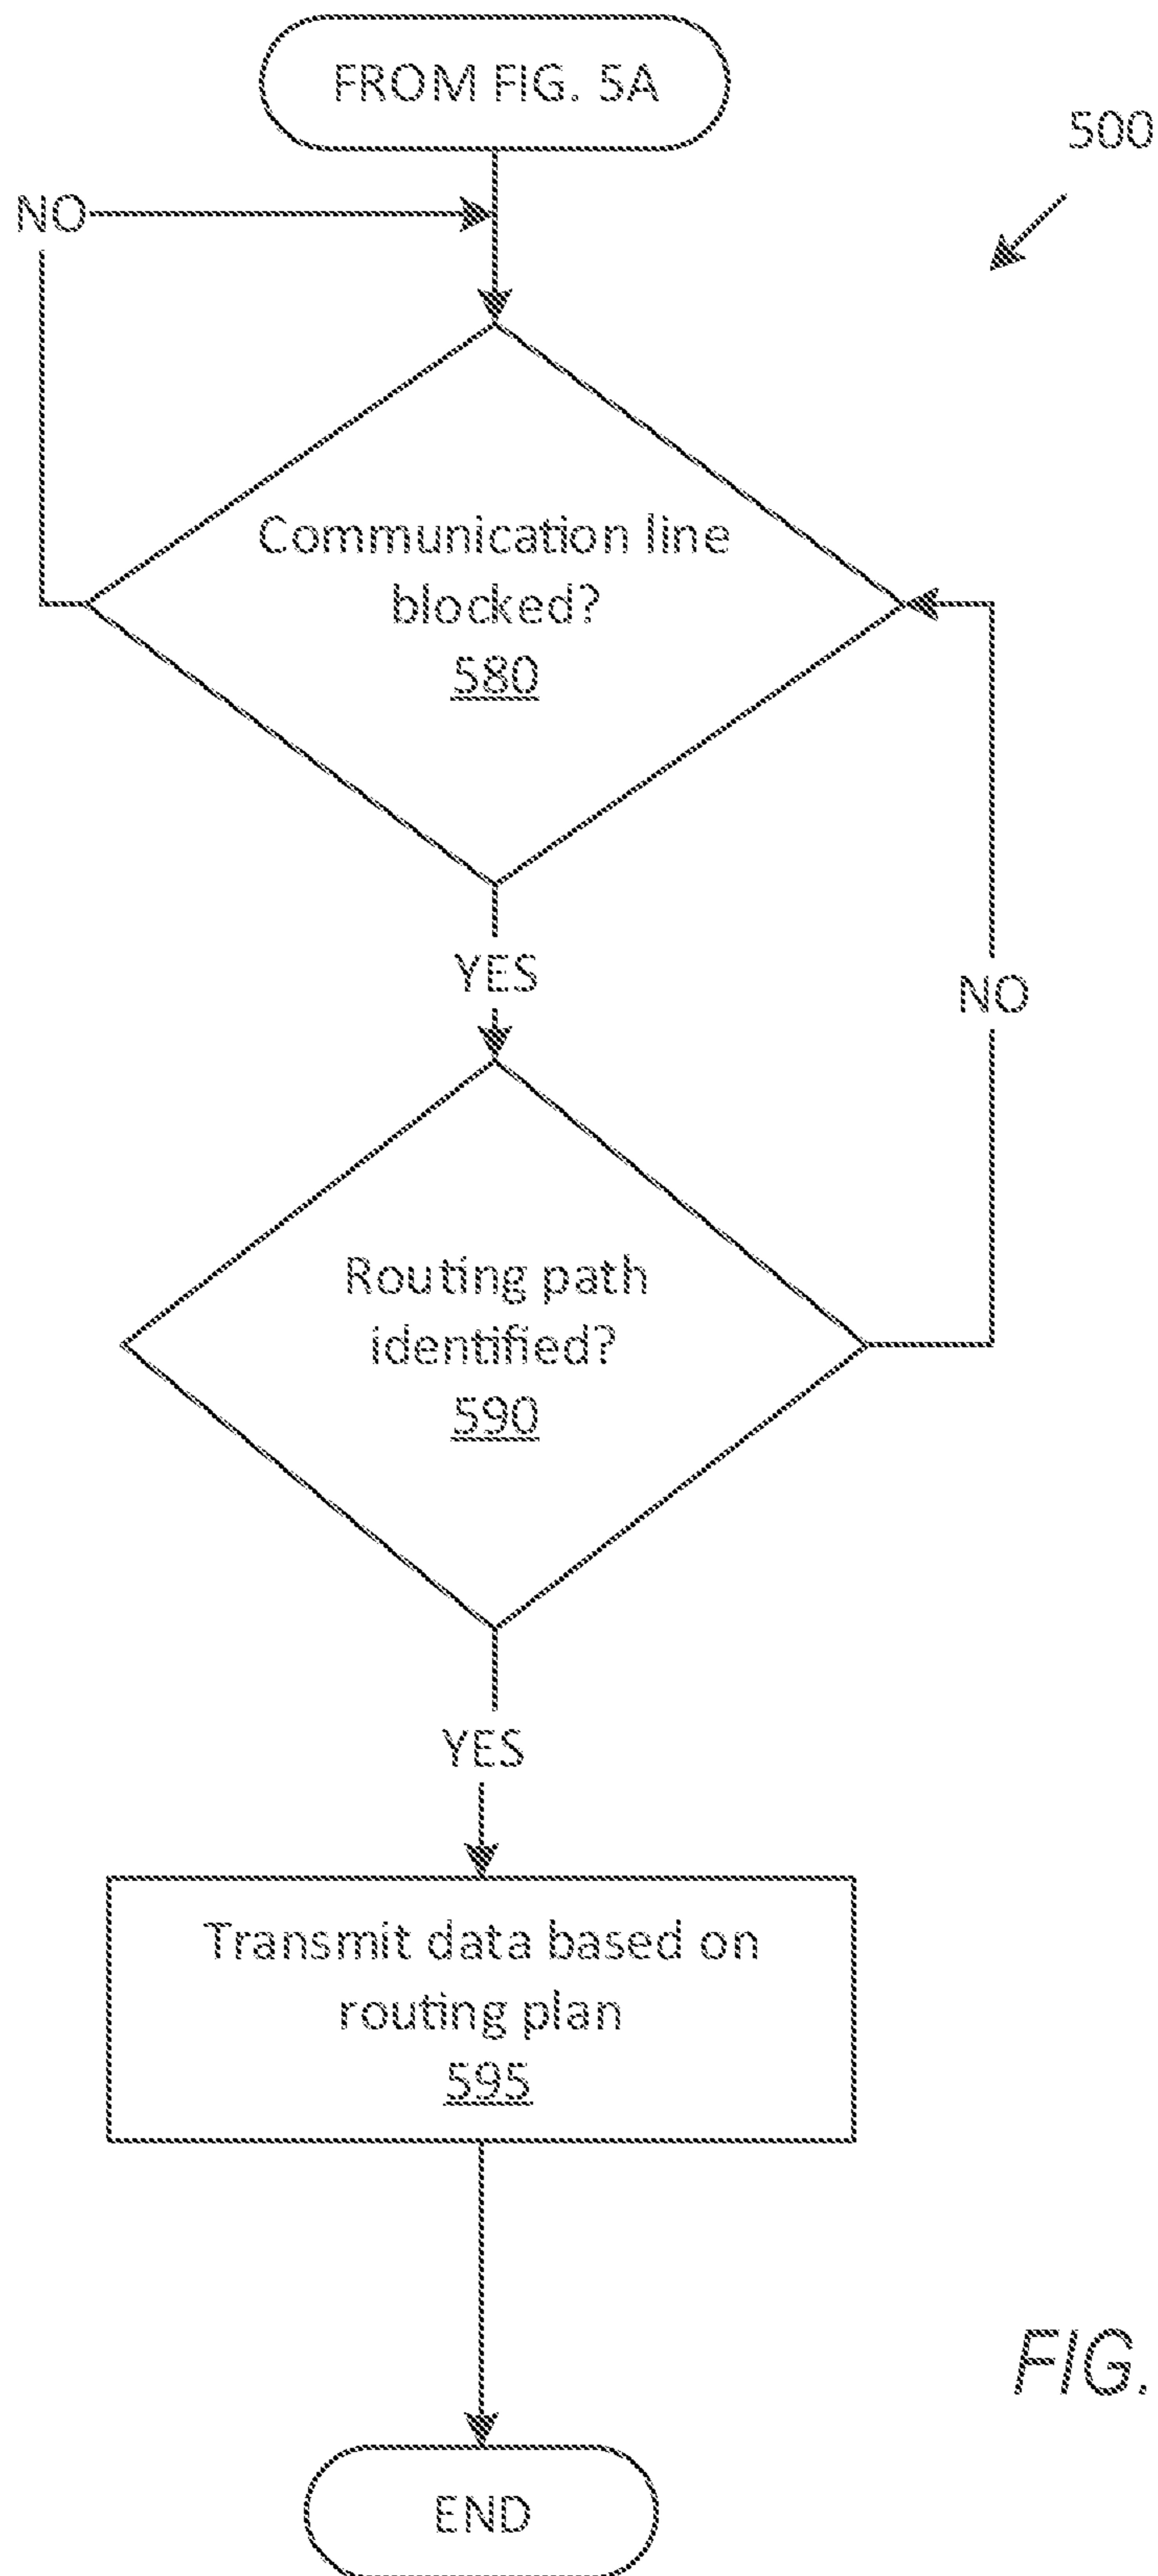 FROM FIG. 5A
500
NO
Communication line
blocked?
580
YES
NO
Routing path
identified?
590
YES
Transmit data based on
routing plan
595
FIG.
END